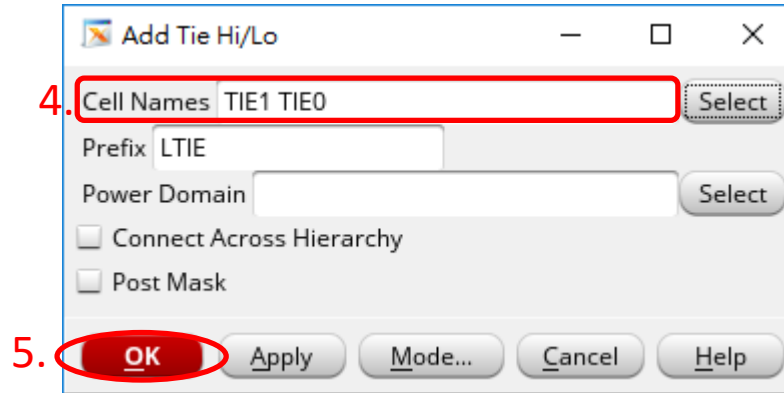 Add Tie Hi/Lo
4. Cell Names TIE1 TIE0 Select
Prefix LTIE
Power Domain Select
Connect Across Hierarchy
Post Mask
5. OK Apply Mode... Cancel Help